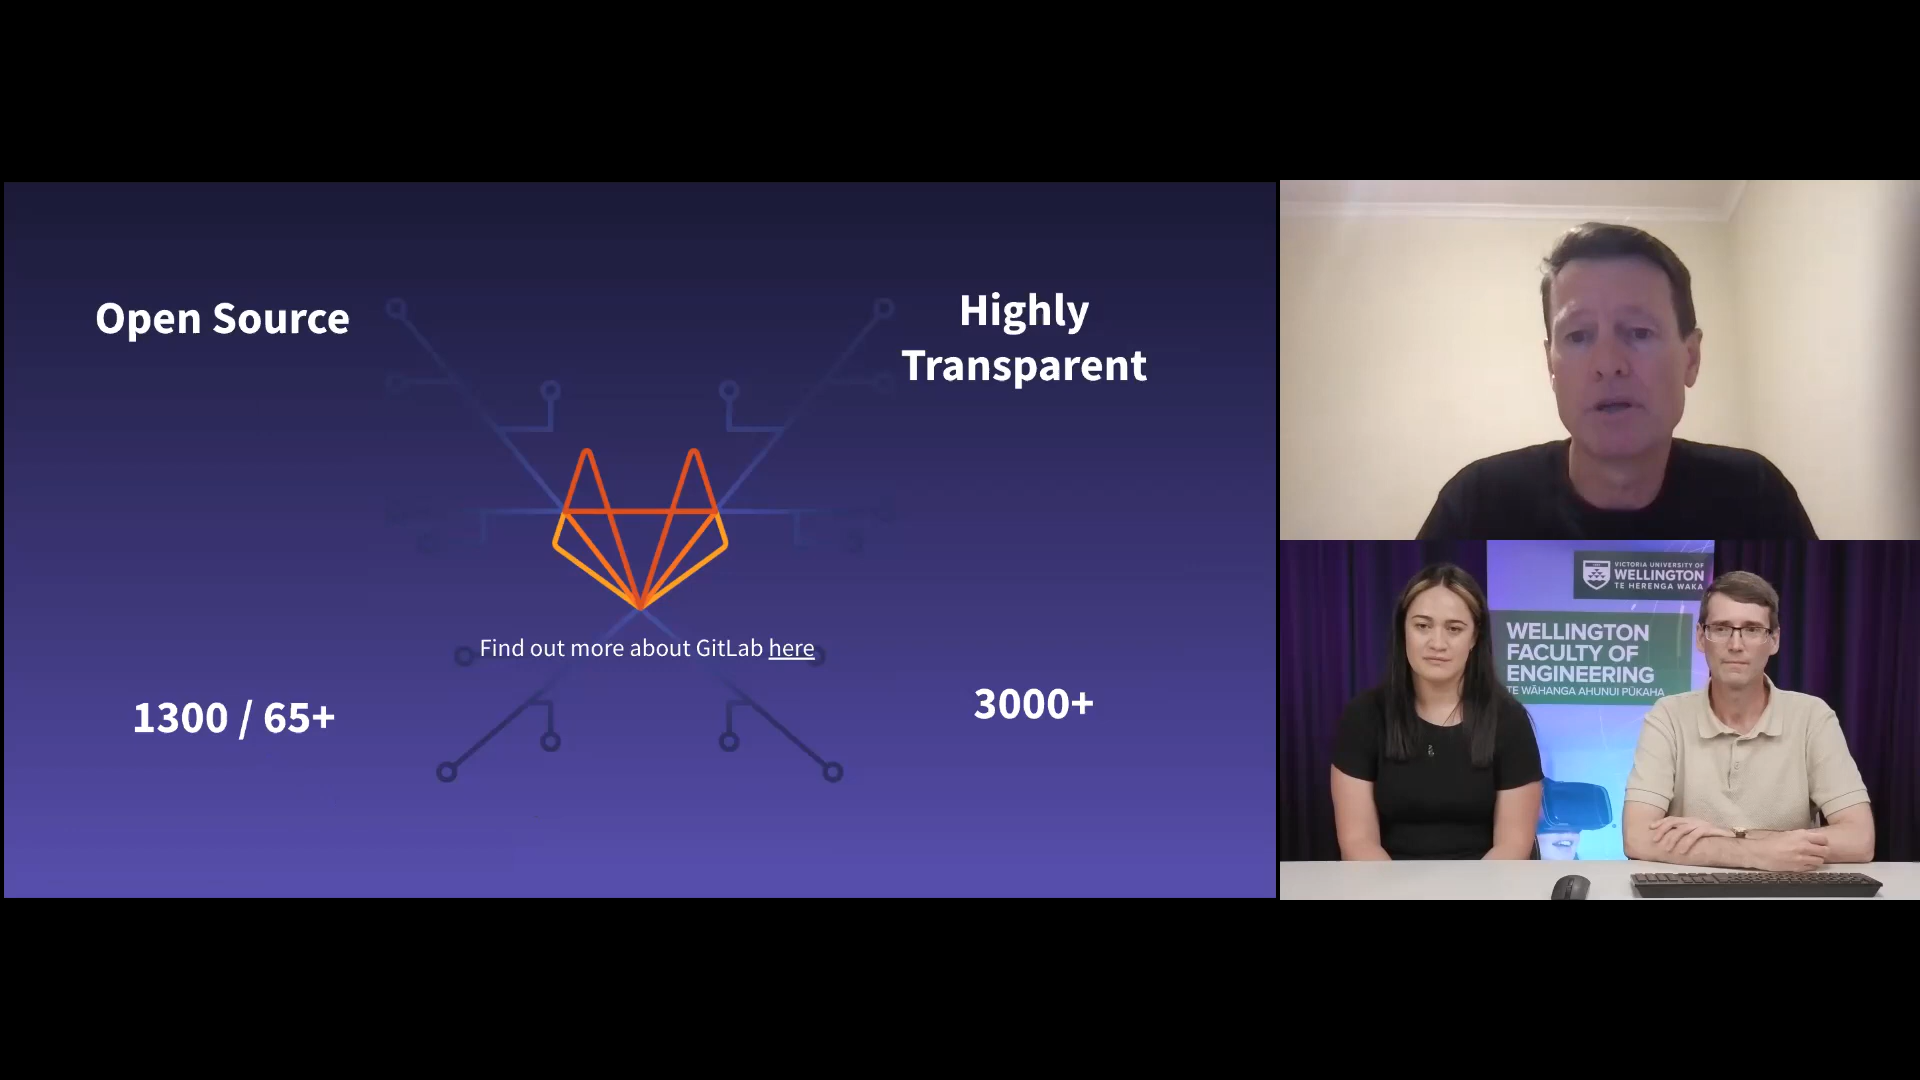 Open Source
Highly
Transparent
Find out more about GitLab here
1300 / 65+
3000+
VICTORIA UNIVERSITY OF
WELLINGTON
TE HERENGA WAKA
WELLINGTON
FACULTY OF
ENGINEERING
TE WĀHANGA AHUNUI PŪKAHA